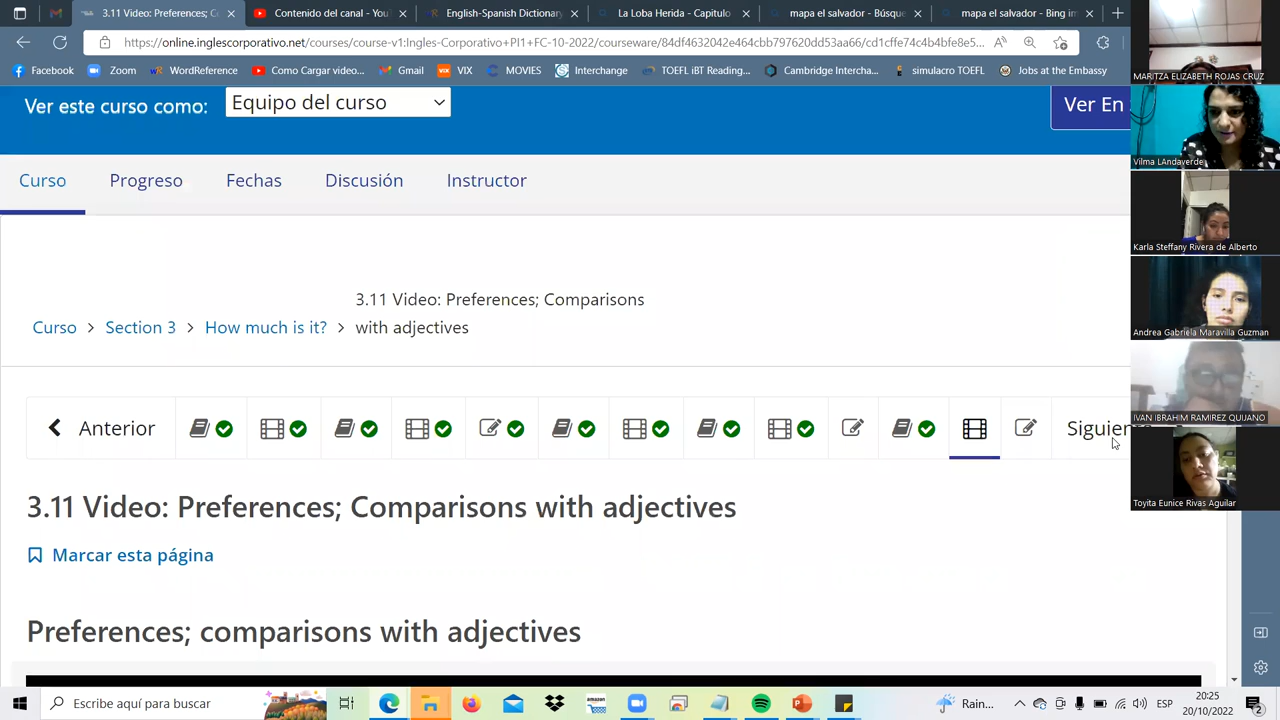 3.11 Video: Preferences; C
Contenido del canal - You
English-Spanish Dictionary
La Loba Herida - Capitulo
mapa el salvador - Búsque
mapa el salvador - Bing im
https://online.inglescorporativo.net/courses/course-v1:Ingles-Corporativo+PI1+FC-10-2022/courseware/84df4632042e464cbb797620dd53aa66/cd1cffe74c4b4bfe8e5...
Facebook
Zoom
WordReference
Como Cargar video...
Gmail
VIX
MOVIES
Interchange
TOEFL iBT Reading...
Cambridge Intercha...
simulacro TOEFL
Jobs at the Embassy
Ver este curso como:
Equipo del curso
Ver En
Curso
Progreso
Fechas
Discusión
Instructor
3.11 Video: Preferences; Comparisons
Curso > Section 3 > How much is it? > with adjectives
Anterior
Siguien
3.11 Video: Preferences; Comparisons with adjectives
Marcar esta página
Preferences; comparisons with adjectives
MARITZA ELIZABETH ROJAS CRUZ
Vilma LAndaverde
Karla Steffany Rivera de Alberto
Andrea Gabriela Maravilla Guzman
IVAN IBRAHIM RAMIREZ QUIJANO
Toyita Eunice Rivas Aguilar
Escribe aquí para buscar
Rain...
ESP
20:25
20/10/2022
2